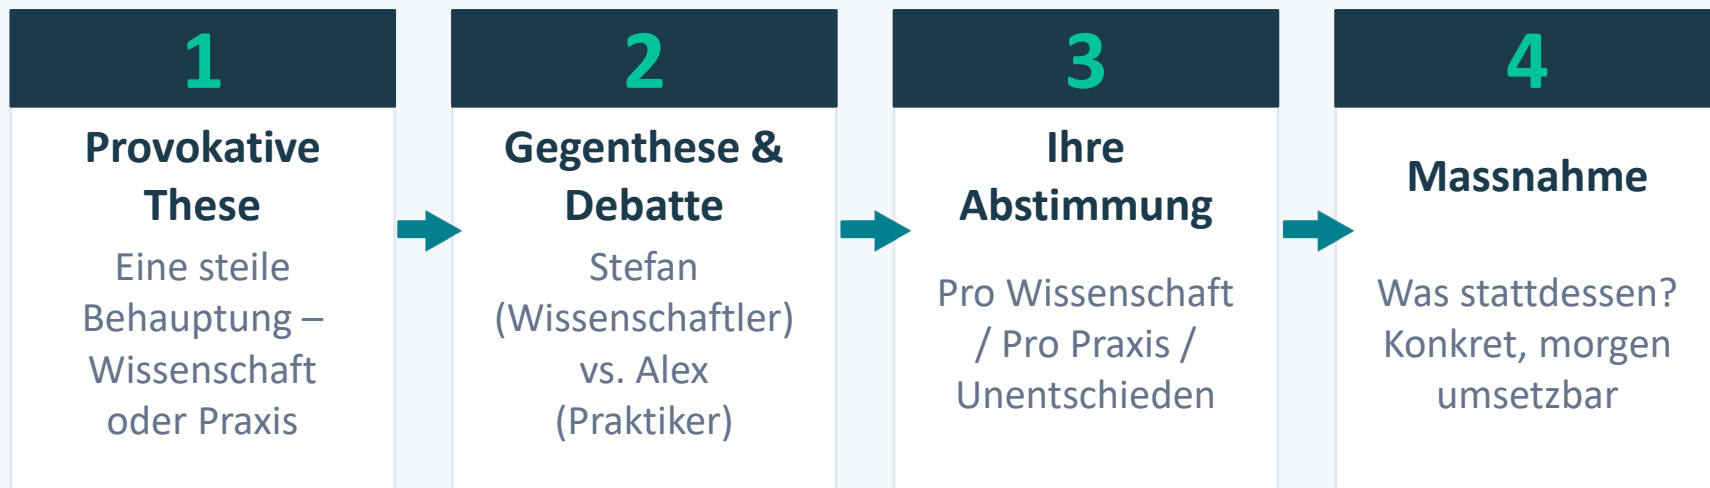 1
Provokative
These
Eine steile
Behauptung –
Wissenschaft
oder Praxis
2
Gegenthese &
Debatte
Stefan
(Wissenschaftler)
vs. Alex
(Praktiker)
3
Ihre
Abstimmung
Pro Wissenschaft
/ Pro Praxis /
Unentschieden
4
Massnahme
Was stattdessen?
Konkret, morgen
umsetzbar